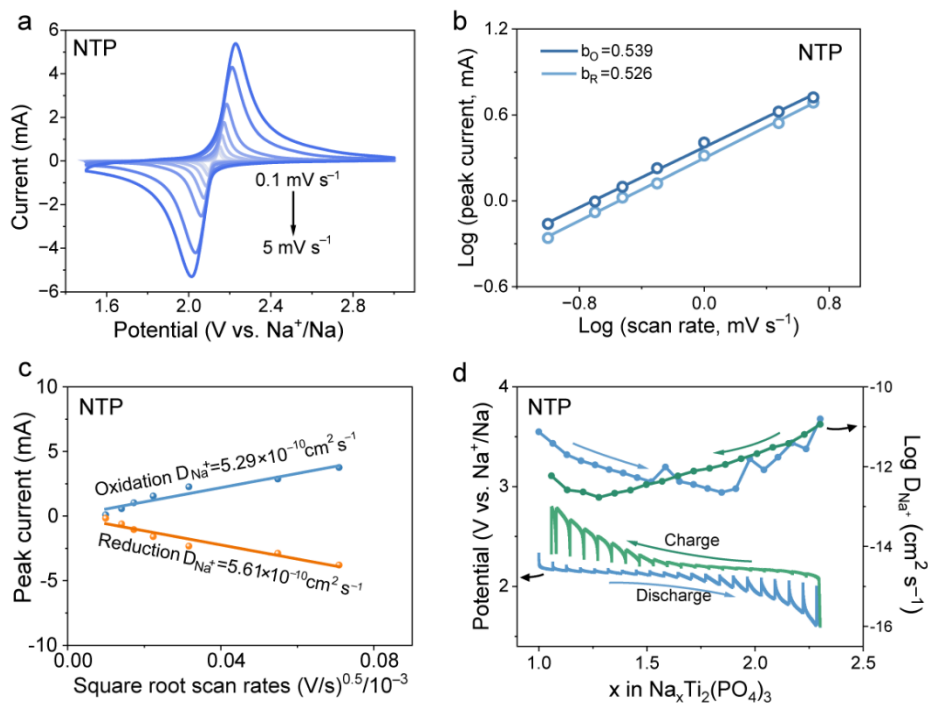 a
NTP
Current (mA)
6
4
2
0
−2
−4
−6
0.1 mV s⁻¹
5 mV s⁻¹
1.6
2.0
2.4
2.8
Potential (V vs. Na⁺/Na)
b
b_O=0.539
b_R=0.526
NTP
Log (peak current, mA)
0.6
0.0
−0.6
−0.8
0.0
0.8
Log (scan rate, mV s⁻¹)
c
NTP
Peak current (mA)
10
5
0
-5
-10
Oxidation D_Na⁺=5.29×10⁻¹⁰cm² s⁻¹
Reduction D_Na⁺=5.61×10⁻¹⁰cm² s⁻¹
0.00
0.04
0.08
Square root scan rates (V/s)⁰·⁵/10⁻³
d
NTP
Potential (V vs. Na⁺/Na)
4
3
2
Charge
Discharge
-10
-12
-14
-16
Log D_Na⁺ (cm² s⁻¹)
1.0
1.5
2.0
2.5
x in Na_xTi₂(PO₄)₃